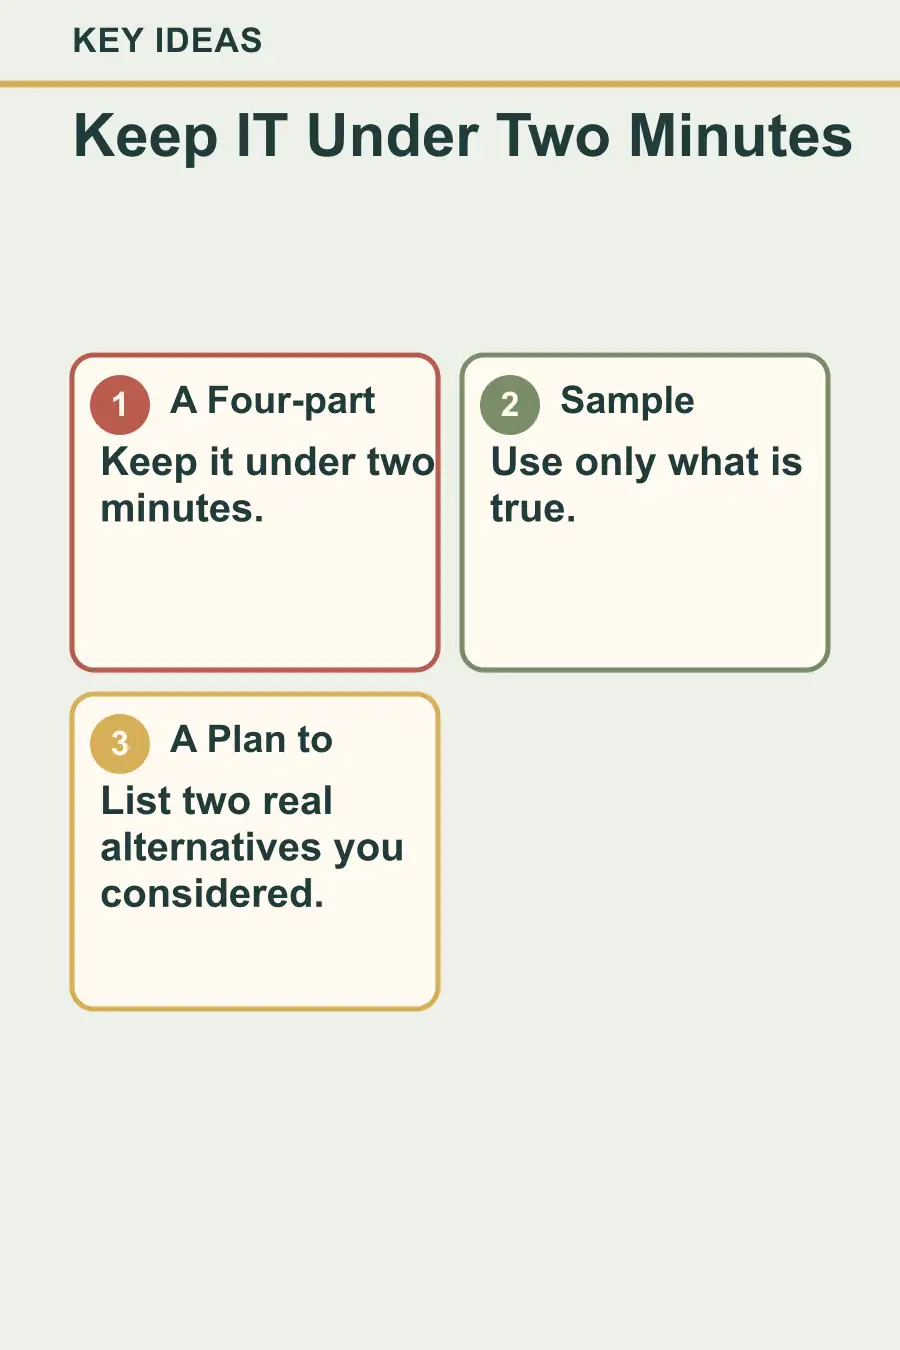 KEY IDEAS
Keep IT Under Two Minutes
1 A Four-part
Keep it under two
minutes.
2 Sample
Use only what is
true.
3 A Plan to
List two real
alternatives you
considered.